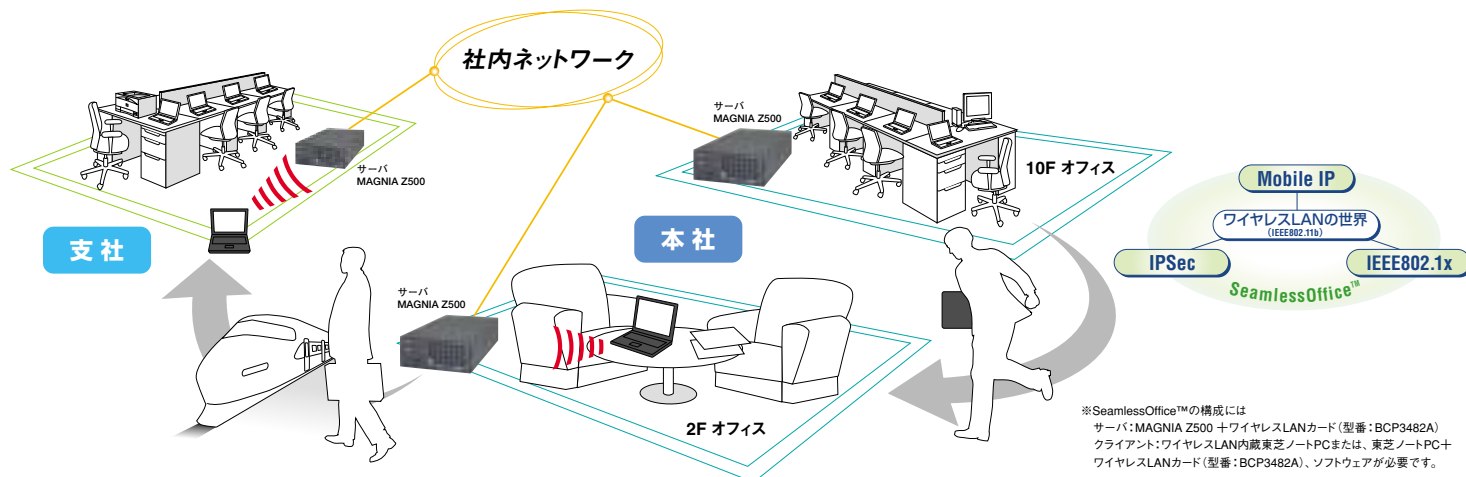 社内ネットワーク
サーバ
MAGNIA Z500
サーバ
MAGNIA Z500
10F オフィス
支社
本社
サーバ
MAGNIA Z500
2F オフィス
Mobile IP
ワイヤレスLANの世界
(IEEE802.11b)
IPSec
IEEE802.1x
SeamlessOffice™
※SeamlessOffice™の構成には
サーバ：MAGNIA Z500 ＋ワイヤレスLANカード（型番：BCP3482A）
クライアント：ワイヤレスLAN内蔵東芝ノートPCまたは、東芝ノートPC＋
ワイヤレスLANカード（型番：BCP3482A）、ソフトウェアが必要です。